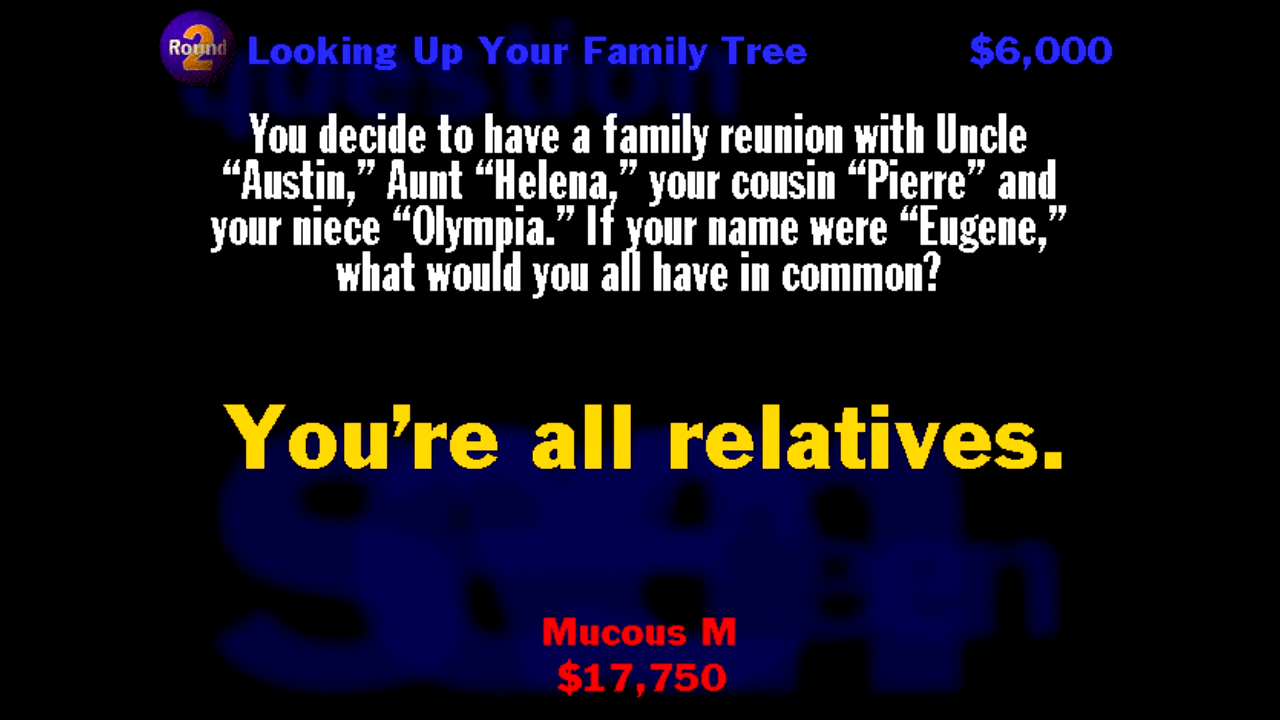 Round 2 Looking Up Your Family Tree $6,000
You decide to have a family reunion with Uncle
“Austin,” Aunt “Helena,” your cousin “Pierre” and
your niece “Olympia.” If your name were “Eugene,”
what would you all have in common?
You’re all relatives.
Mucous M
$17,750
question